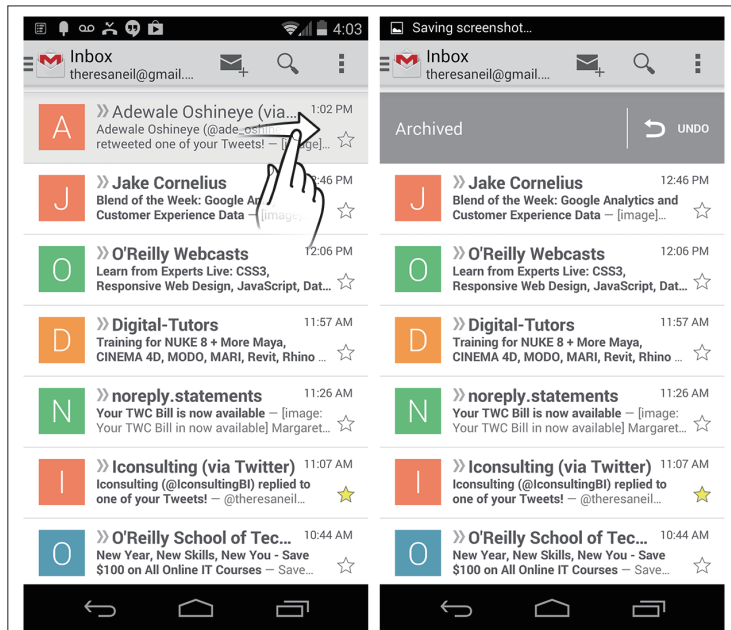 4:03
Inbox
theresaneil@gmail....
Adewale Oshineye (via... 1:02 PM
Adewale Oshineye (@ade_oshin
retweeted one of your Tweets! — [image]...
A
Jake Cornelius 12:46 PM
Blend of the Week: Google An
Customer Experience Data — [image]
J
O'Reilly Webcasts 12:06 PM
Learn from Experts Live: CSS3,
Responsive Web Design, JavaScript, Dat...
O
Digital-Tutors 11:57 AM
Training for NUKE 8 + More Maya,
CINEMA 4D, MODO, MARI, Revit, Rhino ...
D
noreply.statements 11:26 AM
Your TWC Bill is now available — [image:
Your TWC Bill in now available] Margaret...
N
Iconsulting (via Twitter) 11:07 AM
Iconsulting (@IconsultingBI) replied to
one of your Tweets! — @theresaneil...
I
O'Reilly School of Tec... 10:44 AM
New Year, New Skills, New You - Save
$100 on All Online IT Courses — Save...
O
Saving screenshot...
Inbox
theresaneil@gmail....
Archived UNDO
Jake Cornelius 12:46 PM
Blend of the Week: Google Analytics and
Customer Experience Data — [image]...
J
O'Reilly Webcasts 12:06 PM
Learn from Experts Live: CSS3,
Responsive Web Design, JavaScript, Dat...
O
Digital-Tutors 11:57 AM
Training for NUKE 8 + More Maya,
CINEMA 4D, MODO, MARI, Revit, Rhino ...
D
noreply.statements 11:26 AM
Your TWC Bill is now available — [image:
Your TWC Bill in now available] Margaret...
N
Iconsulting (via Twitter) 11:07 AM
Iconsulting (@IconsultingBI) replied to
one of your Tweets! — @theresaneil...
I
O'Reilly School of Tec... 10:44 AM
New Year, New Skills, New You - Save
$100 on All Online IT Courses — Save...
O